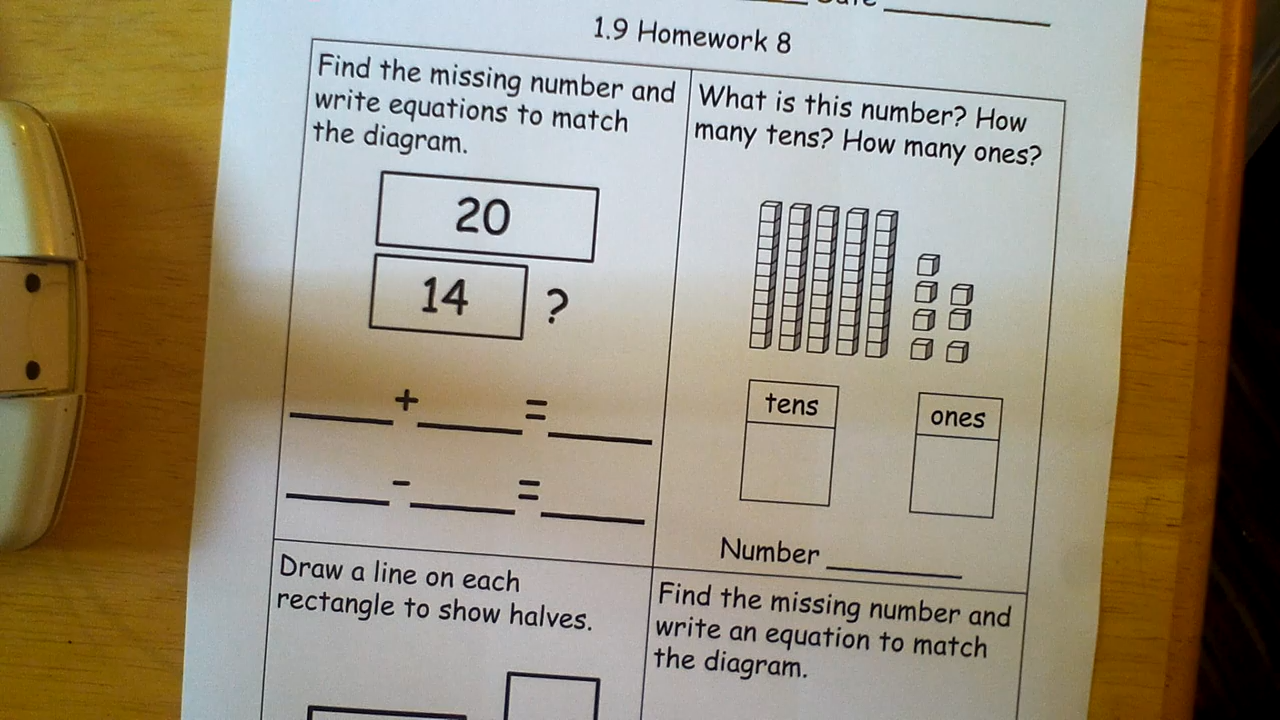 1.9 Homework 8
Find the missing number and
write equations to match
the diagram.
20
14 ?
+ =
- =
What is this number? How
many tens? How many ones?
tens
ones
Number
Draw a line on each
rectangle to show halves.
Find the missing number and
write an equation to match
the diagram.